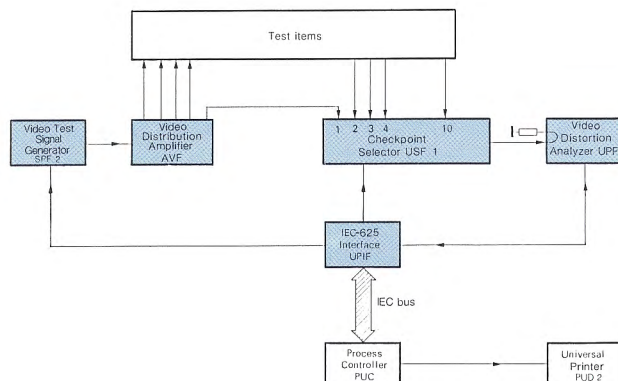 Test items
Video Test
Signal
Generator
SPF 2
Video
Distribution
Amplifier
AVF
1 2 3 4 10
Checkpoint
Selector USF 1
Video
Distortion
Analyzer UPF
IEC-625
Interface
UPIF
IEC bus
Process
Controller
PUC
Universal
Printer
PUD 2